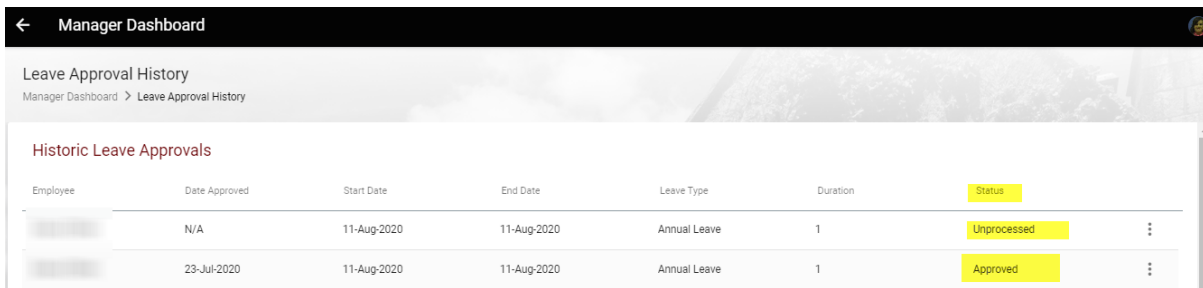 Manager Dashboard
Leave Approval History
Manager Dashboard > Leave Approval History
Historic Leave Approvals
Employee Date Approved Start Date End Date Leave Type Duration Status
N/A 11-Aug-2020 11-Aug-2020 Annual Leave 1 Unprocessed
23-Jul-2020 11-Aug-2020 11-Aug-2020 Annual Leave 1 Approved